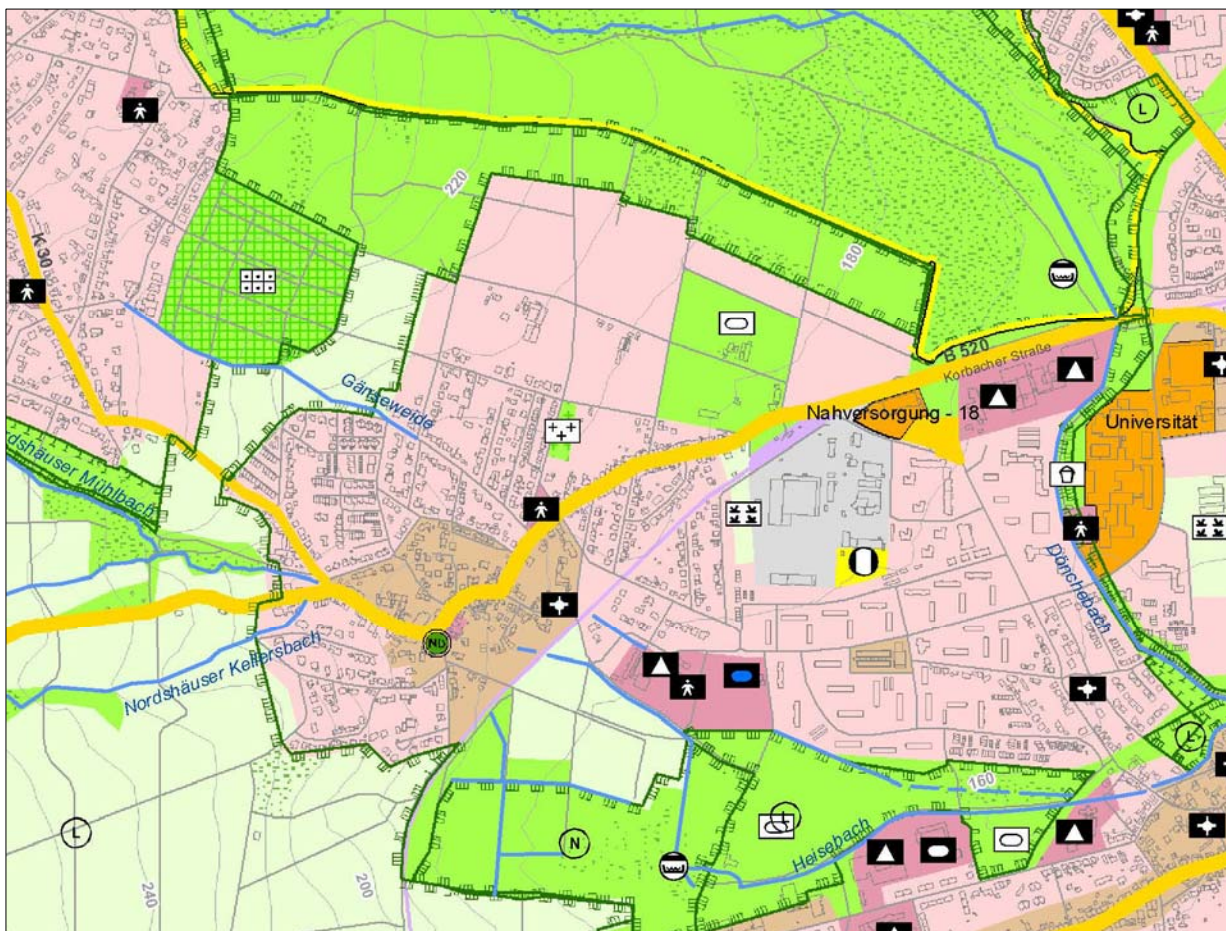 L
220
K 30
180
B 520
Korbacher Straße
Gänseweide
Nahversorgung - 18
Universität
dshäuser Mühlbach
Dönchebach
ND
Nordshäuser Kellersbach
L
160
L
L
N
Heisebach
240
200